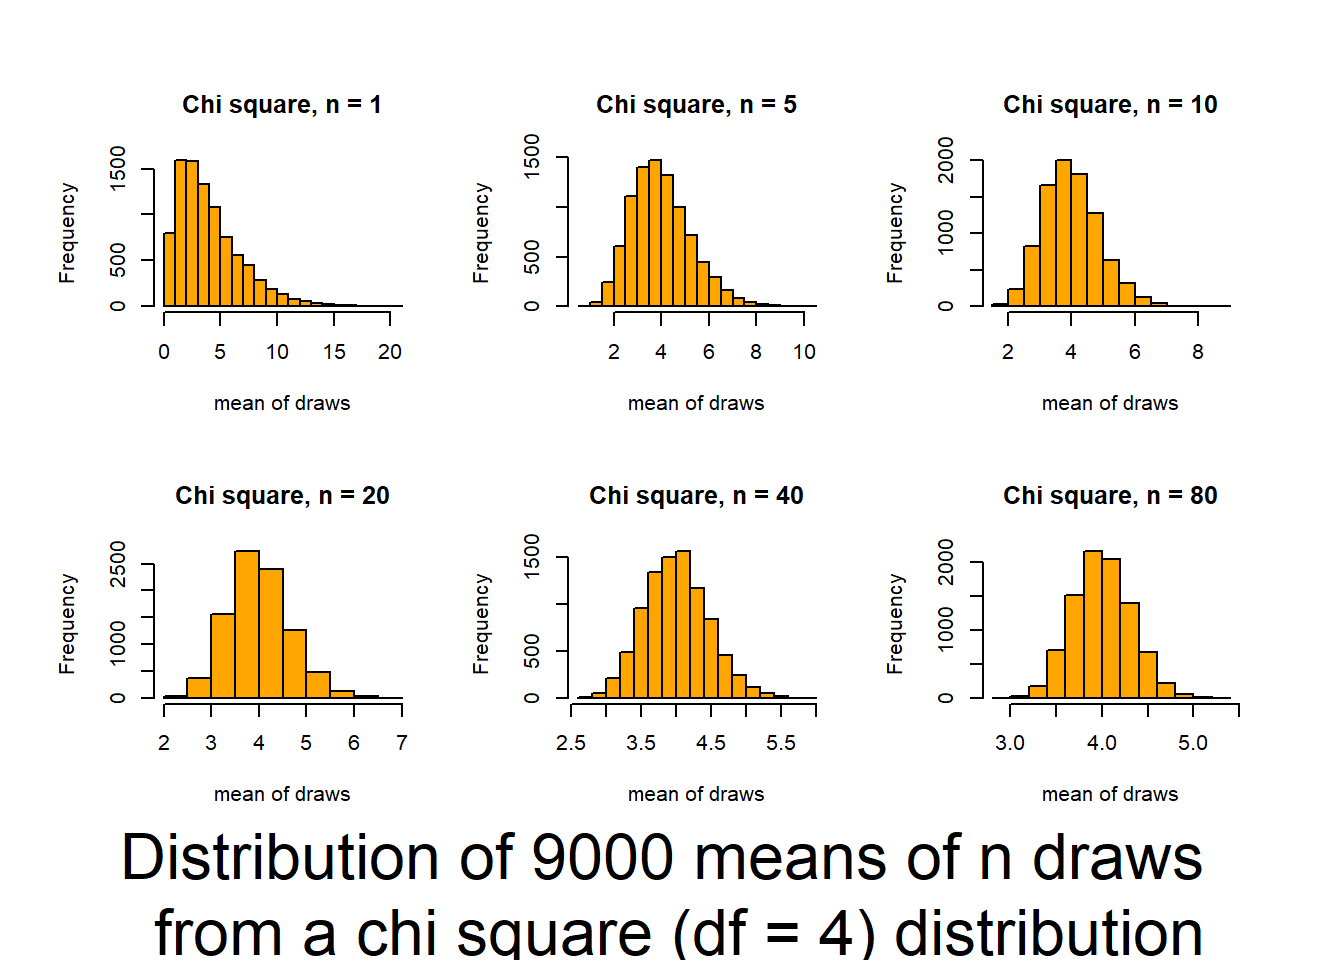 Chi square, n = 1
Frequency
0
500
1500
0 5 10 15 20
mean of draws
Chi square, n = 5
Frequency
0
500
1500
2 4 6 8 10
mean of draws
Chi square, n = 10
Frequency
0
1000
2000
2 4 6 8
mean of draws
Chi square, n = 20
Frequency
0
1000
2500
2 3 4 5 6 7
mean of draws
Chi square, n = 40
Frequency
0
500
1500
2.5 3.5 4.5 5.5
mean of draws
Chi square, n = 80
Frequency
0
1000
2000
3.0 4.0 5.0
mean of draws
Distribution of 9000 means of n draws
from a chi square (df = 4) distribution